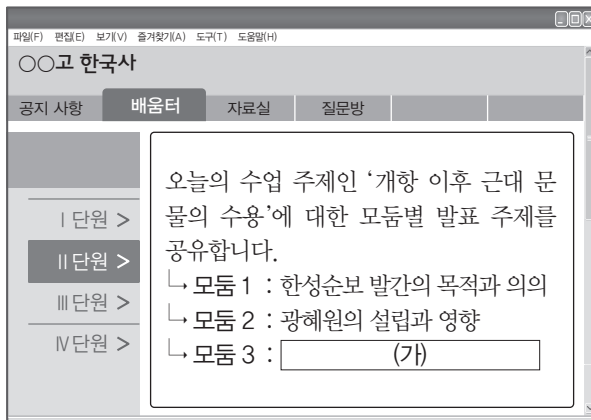 파일(F) 편집(E) 보기(V) 즐겨찾기(A) 도구(T) 도움말(H)
○○고 한국사
공지 사항 배움터 자료실 질문방
오늘의 수업 주제인 ‘개항 이후 근대 문
물의 수용’에 대한 모둠별 발표 주제를
공유합니다.
모둠 1 : 한성순보 발간의 목적과 의의
모둠 2 : 광혜원의 설립과 영향
모둠 3 : (가)
Ⅰ단원 >
Ⅱ단원 >
Ⅲ단원 >
Ⅳ단원 >